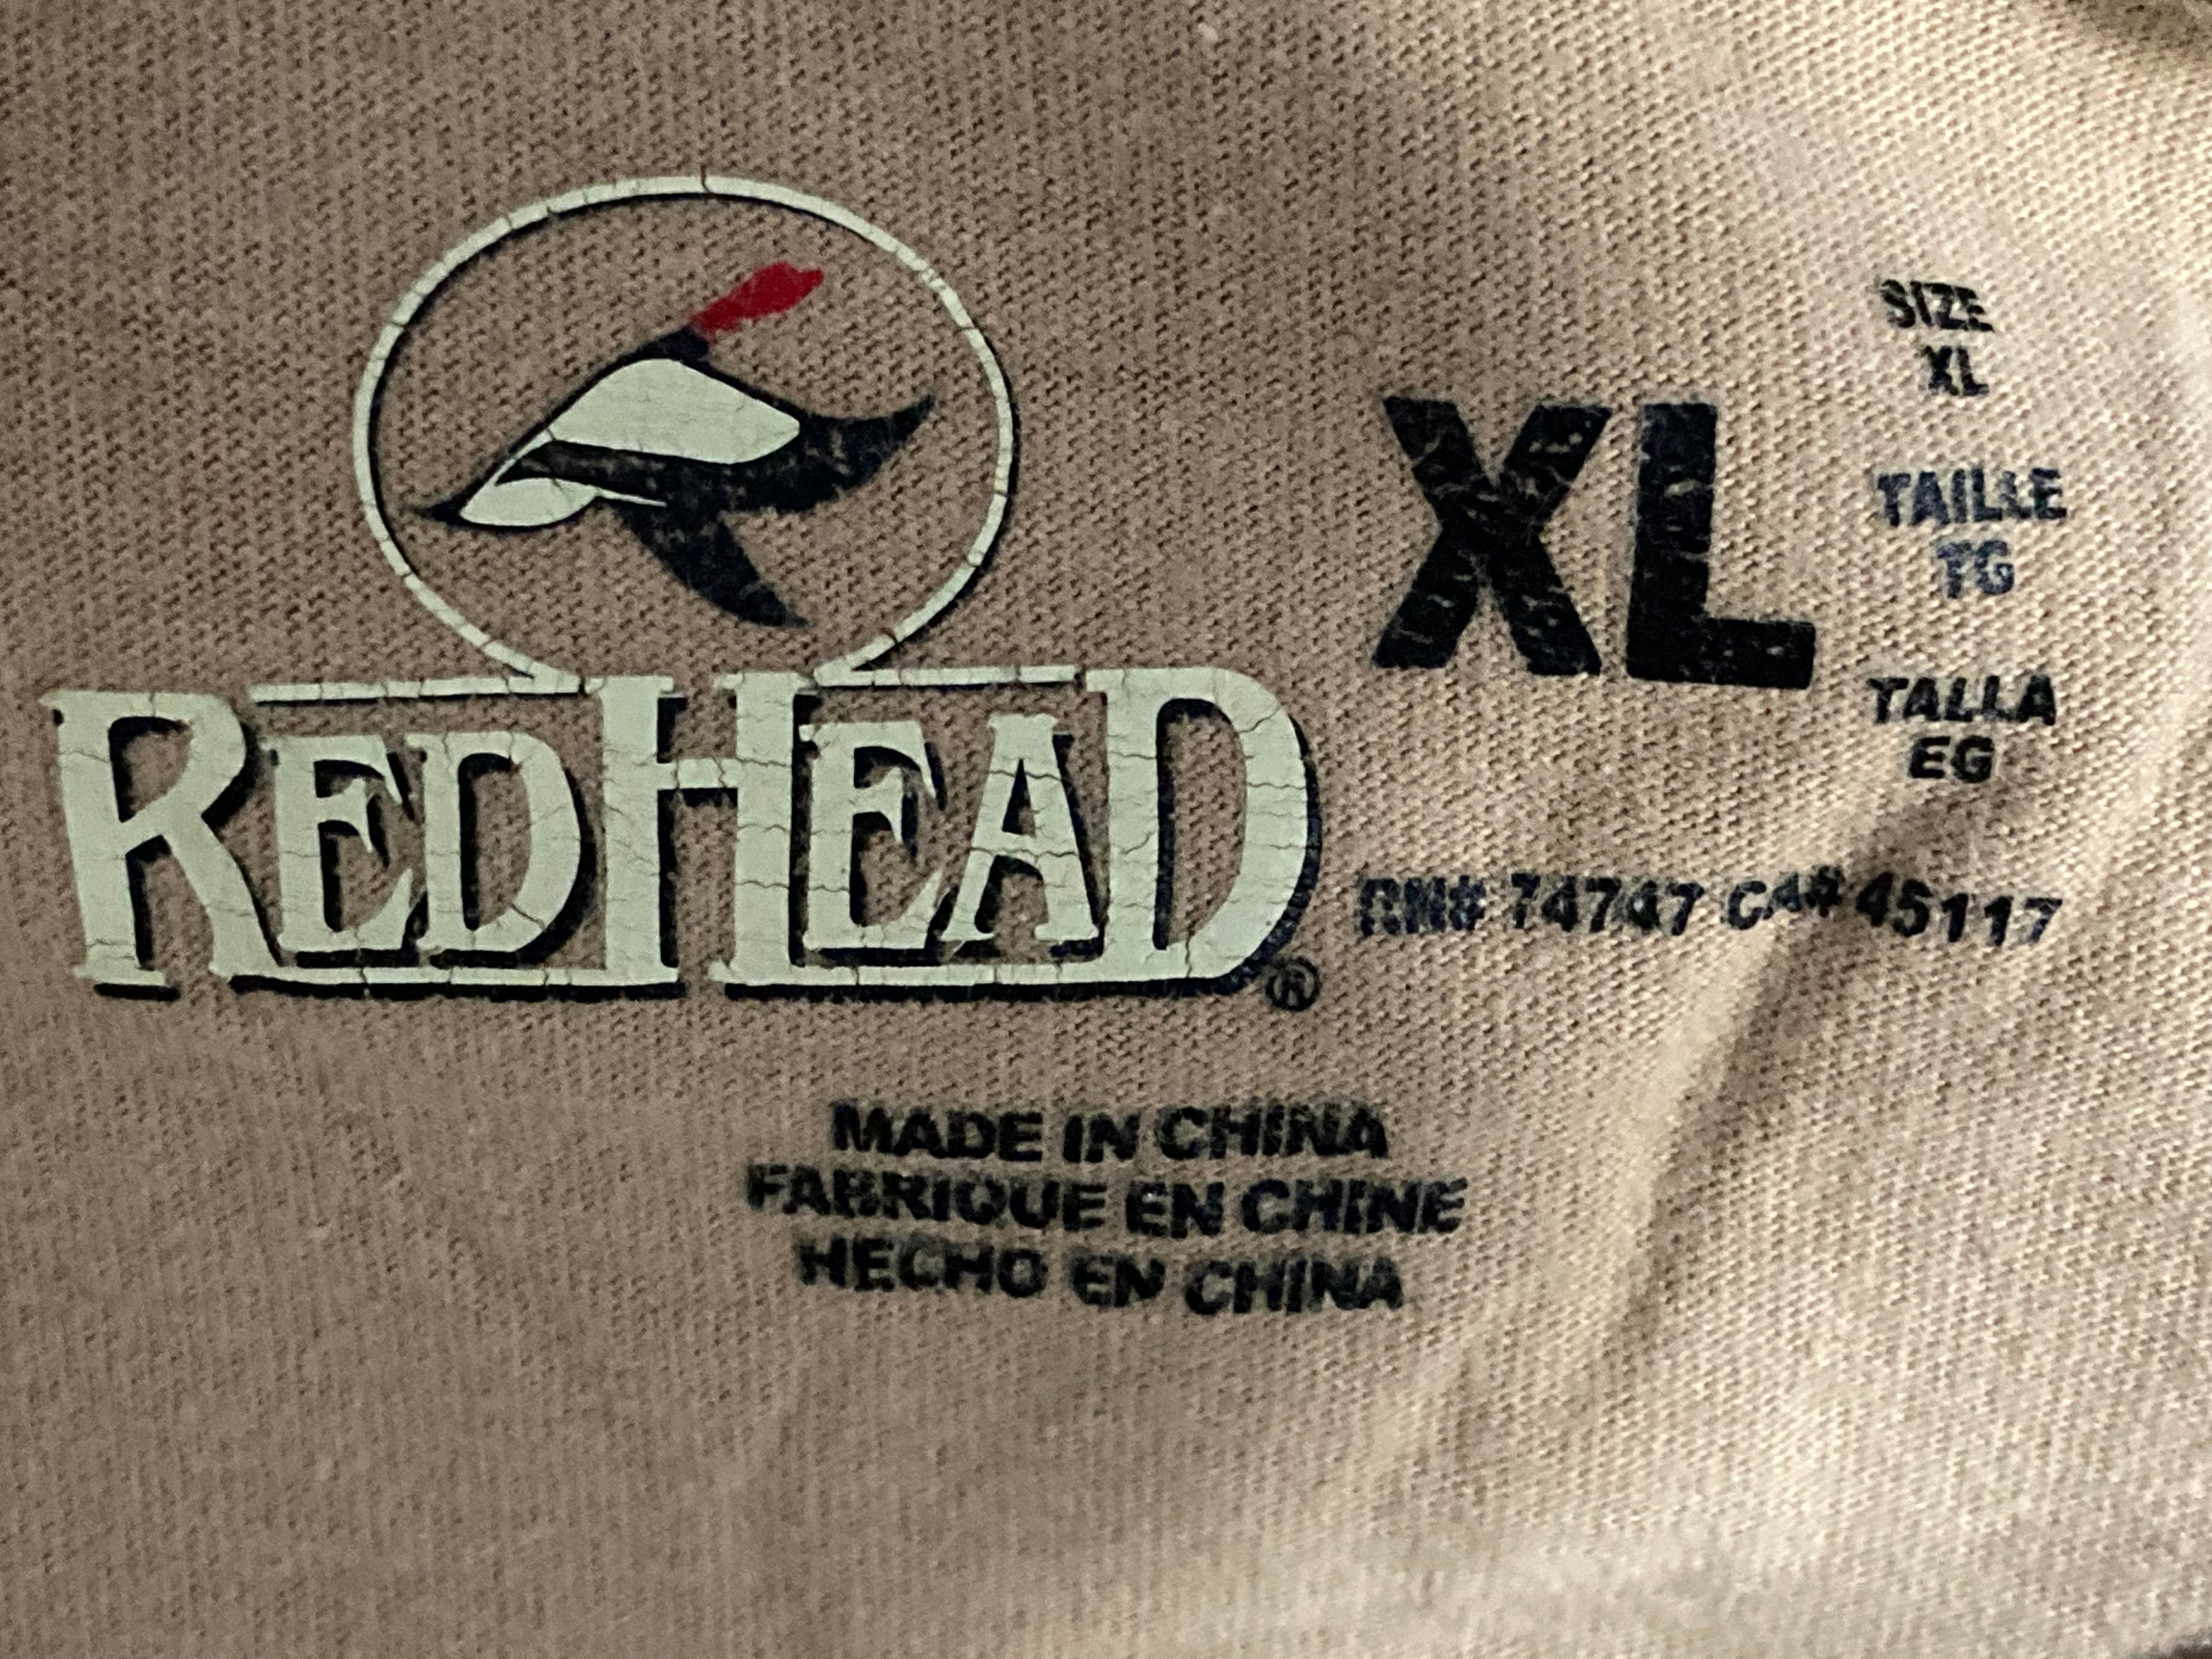 REDHEAD®
XL
SIZE
XL
TAILLE
TG
TALLA
EG
RN# 74747 CA# 45117
MADE IN CHINA
FABRIQUE EN CHINE
HECHO EN CHINA